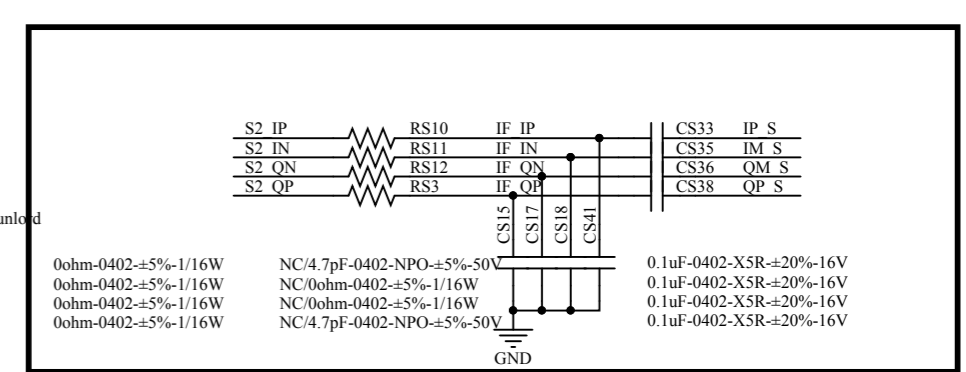 S2_IP RS10 IF_IP CS33 IP_S
S2_IN RS11 IF_IN CS35 IM_S
S2_QN RS12 IF_QN CS36 QM_S
S2_QP RS3 IF_QP CS38 QP_S
CS15 CS17 CS18 CS41
0ohm-0402-±5%-1/16W NC/4.7pF-0402-NPO-±5%-50V 0.1uF-0402-X5R-±20%-16V
0ohm-0402-±5%-1/16W NC/0ohm-0402-±5%-1/16W 0.1uF-0402-X5R-±20%-16V
0ohm-0402-±5%-1/16W NC/0ohm-0402-±5%-1/16W 0.1uF-0402-X5R-±20%-16V
0ohm-0402-±5%-1/16W NC/4.7pF-0402-NPO-±5%-50V 0.1uF-0402-X5R-±20%-16V
GND